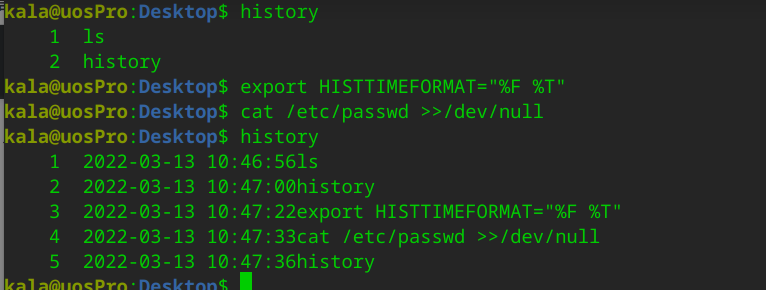 kala@uosPro:Desktop$ history
    1  ls
    2  history
kala@uosPro:Desktop$ export HISTTIMEFORMAT="%F %T"
kala@uosPro:Desktop$ cat /etc/passwd >>/dev/null
kala@uosPro:Desktop$ history
    1  2022-03-13 10:46:56ls
    2  2022-03-13 10:47:00history
    3  2022-03-13 10:47:22export HISTTIMEFORMAT="%F %T"
    4  2022-03-13 10:47:33cat /etc/passwd >>/dev/null
    5  2022-03-13 10:47:36history
kala@uosPro:Desktop$